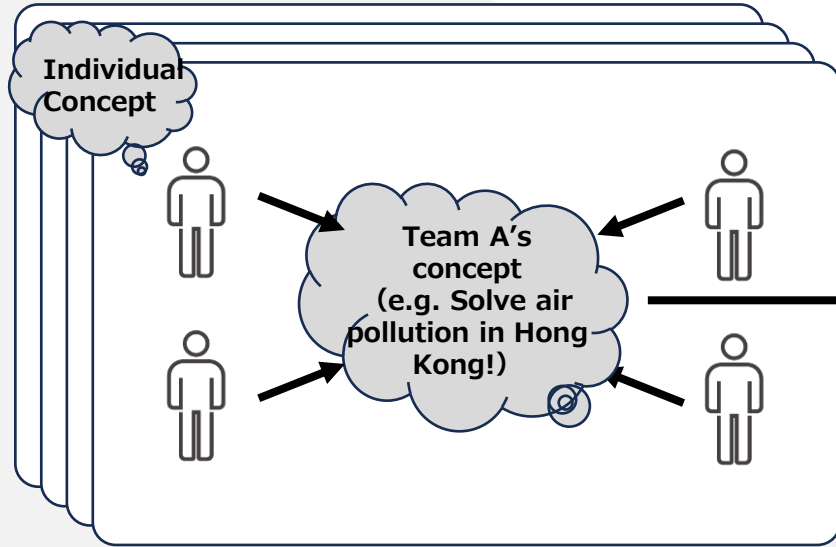 Individual
Concept
Team A’s
concept
（e.g. Solve air
pollution in Hong
Kong!）